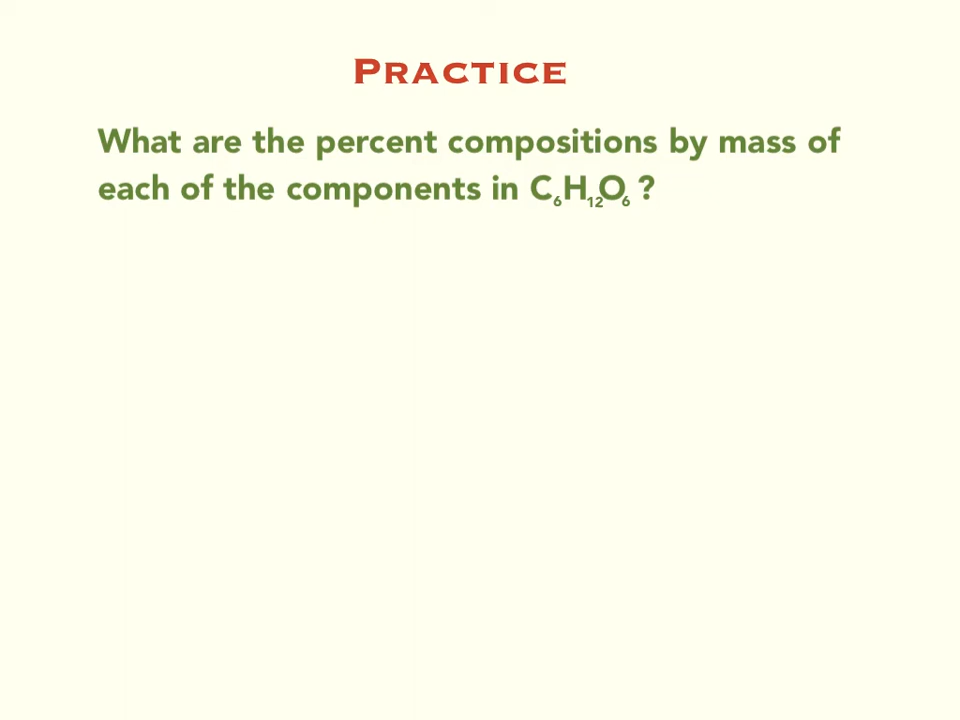 PRACTICE
What are the percent compositions by mass of
each of the components in C₆H₁₂O₆ ?